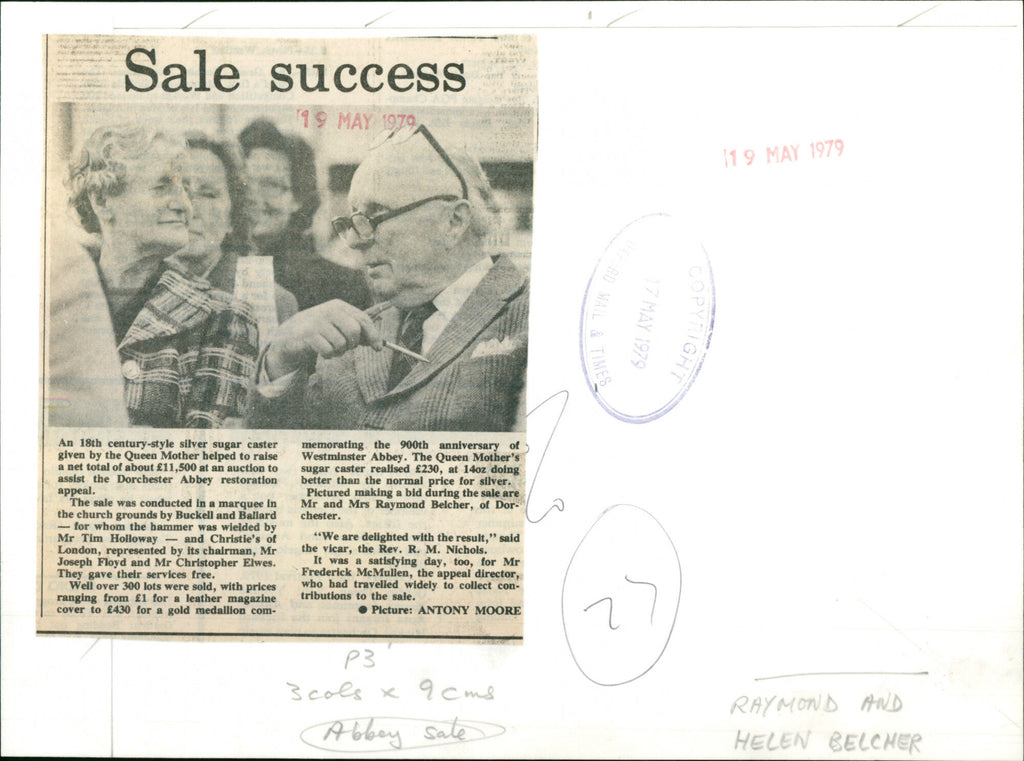 Sale success
19 MAY 1979
19 MAY 1979
COPYRIGHT
17 MAY 1979
MAIL & TIMES
An 18th century-style silver sugar caster
given by the Queen Mother helped to raise
a net total of about £11,500 at an auction to
assist the Dorchester Abbey restoration
appeal.
The sale was conducted in a marquee in
the church grounds by Buckell and Ballard
— for whom the hammer was wielded by
Mr Tim Holloway — and Christie's of
London, represented by its chairman, Mr
Joseph Floyd and Mr Christopher Elwes.
They gave their services free.
Well over 300 lots were sold, with prices
ranging from £1 for a leather magazine
cover to £430 for a gold medallion com-
memorating the 900th anniversary of
Westminster Abbey. The Queen Mother's
sugar caster realised £230, at 14oz doing
better than the normal price for silver.
Pictured making a bid during the sale are
Mr and Mrs Raymond Belcher, of Dor-
chester.
"We are delighted with the result," said
the vicar, the Rev. R. M. Nichols.
It was a satisfying day, too, for Mr
Frederick McMullen, the appeal director,
who had travelled widely to collect con-
tributions to the sale.
● Picture: ANTONY MOORE
P3
3 cols x 9 cms
Abbey sale
27
RAYMOND AND
HELEN BELCHER